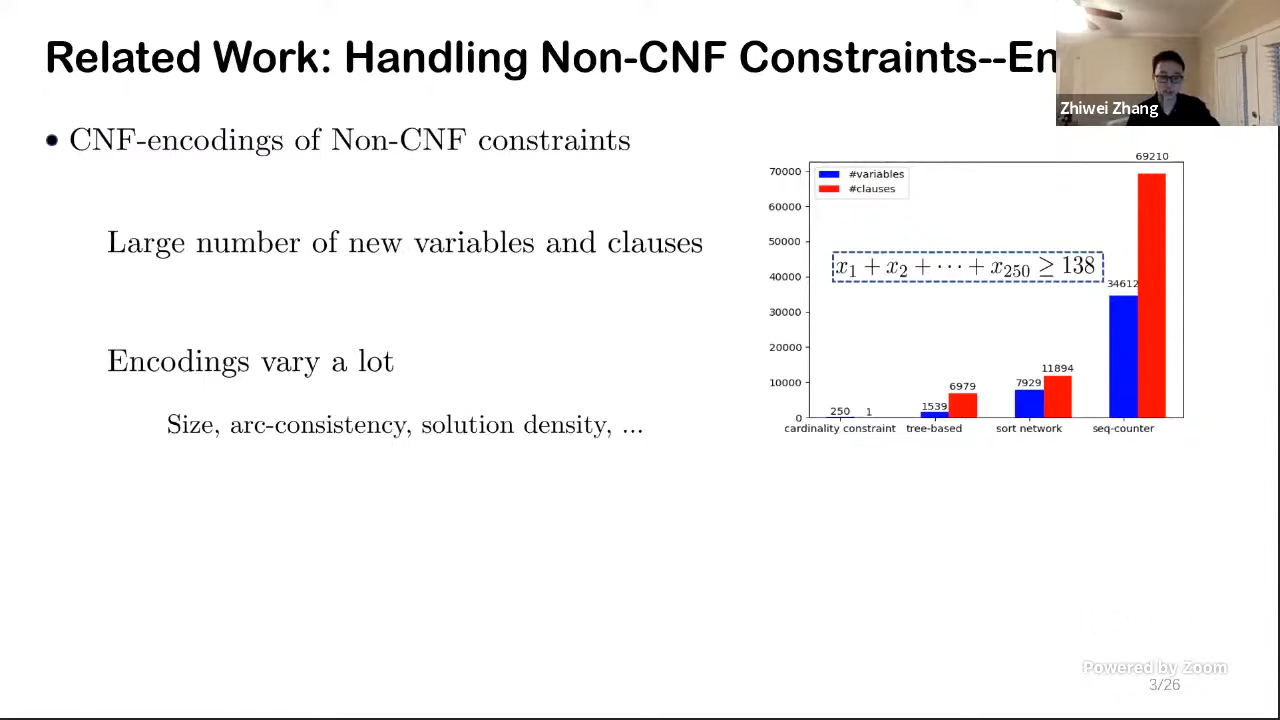 Related Work: Handling Non-CNF Constraints--En
Zhiwei Zhang
• CNF-encodings of Non-CNF constraints
Large number of new variables and clauses
Encodings vary a lot
Size, arc-consistency, solution density, ...
69210
70000
60000
50000
40000
30000
20000
10000
0
#variables
#clauses
x₁ + x₂ + ⋯ + x₂₅₀ ≥ 138
34612
11894
7929
6979
1539
250
1
cardinality constraint
tree-based
sort network
seq-counter
Powered by Zoom
3/26